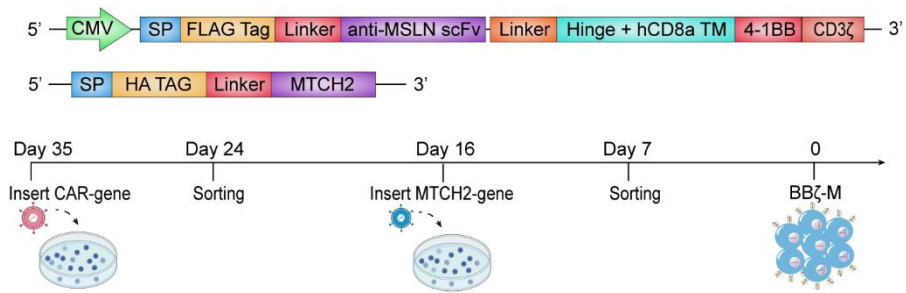 5' CMV SP FLAG Tag Linker anti-MSLN scFv Linker Hinge + hCD8a TM 4-1BB CD3ζ 3'
5' SP HA TAG Linker MTCH2 3'
Day 35 Day 24 Day 16 Day 7 0
Insert CAR-gene Sorting Insert MTCH2-gene Sorting BBζ-M